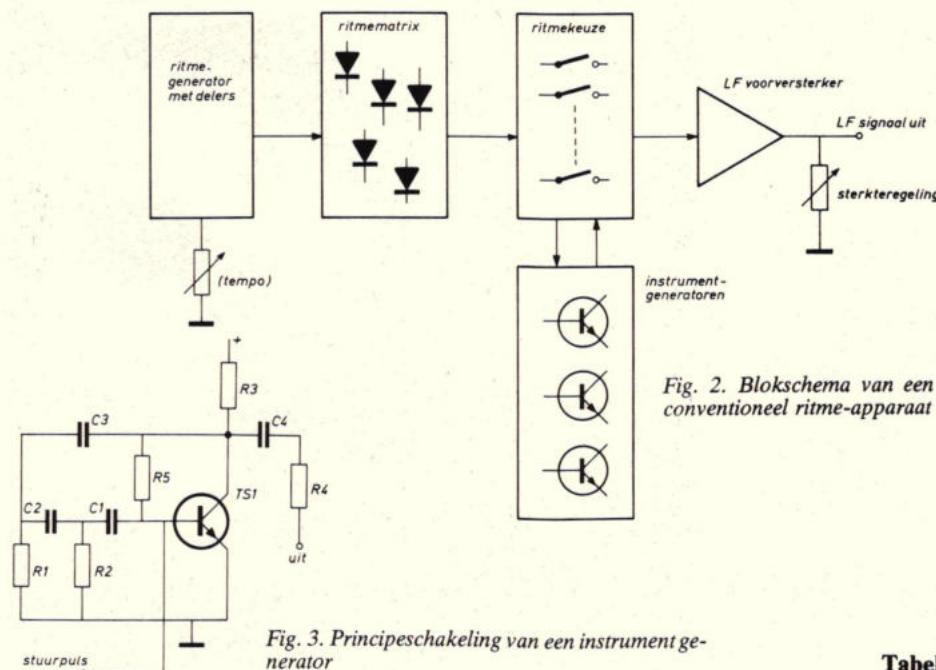 ritme-
generator
met delers
ritmematrix
ritmekeuze
LF voorversterker
LF signaal uit
sterkteregeling
(tempo)
instrument-
generatoren
Fig. 2. Blokschema van een
conventioneel ritme-apparaat
+
R3
C3
C4
R5
TS1
R4
C2
C1
R1
R2
uit
stuurpuls
Fig. 3. Principeschakeling van een instrument ge-
nerator
Tabel